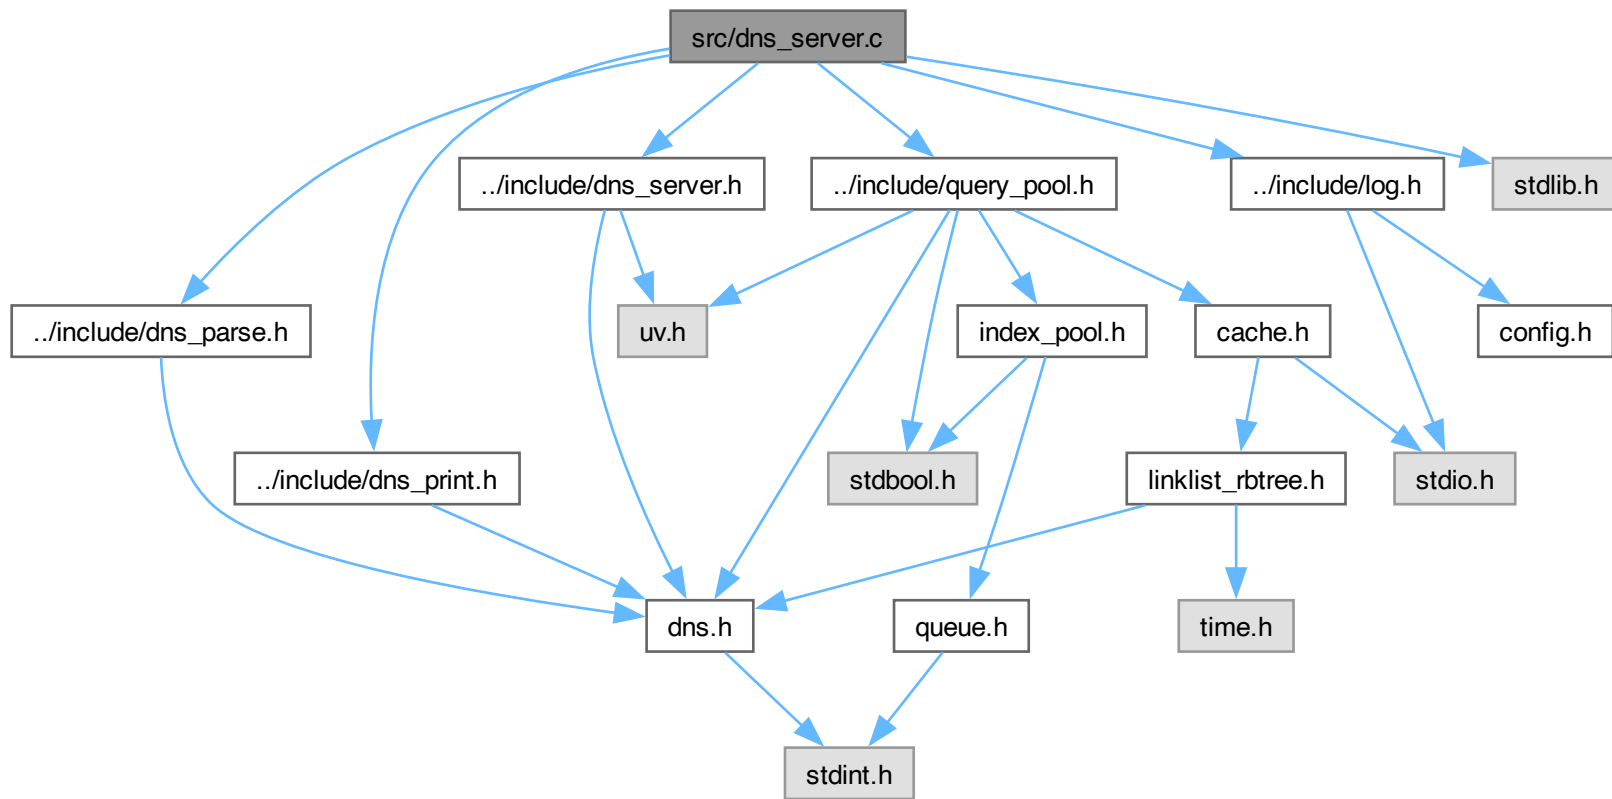 src/dns_server.c
../include/dns_server.h
../include/query_pool.h
../include/log.h
stdlib.h
../include/dns_parse.h
uv.h
index_pool.h
cache.h
config.h
../include/dns_print.h
stdbool.h
linklist_rbtree.h
stdio.h
dns.h
queue.h
time.h
stdint.h